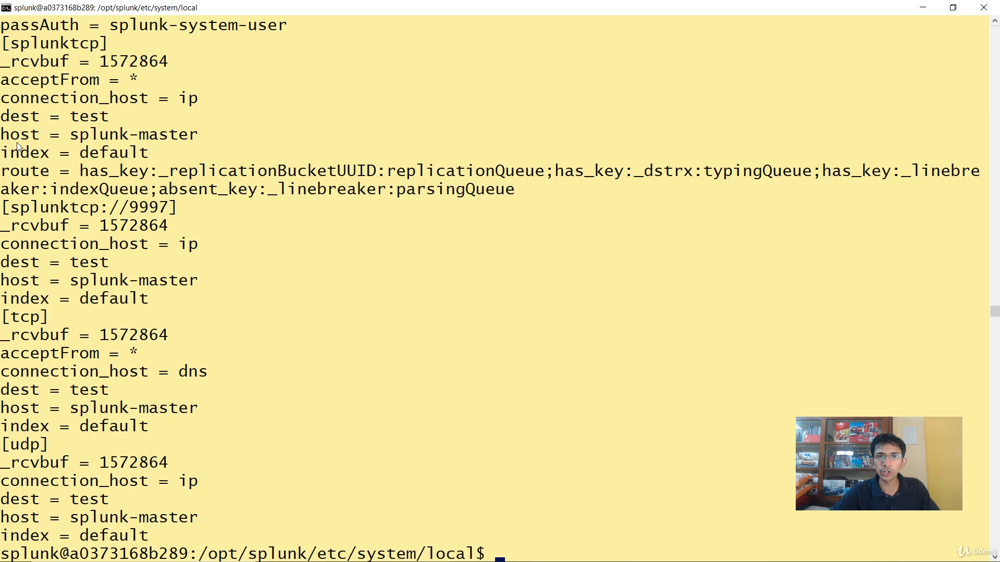 splunk@a0373168b289: /opt/splunk/etc/system/local
passAuth = splunk-system-user
[splunktcp]
_rcvbuf = 1572864
acceptFrom = *
connection_host = ip
dest = test
host = splunk-master
index = default
route = has_key:_replicationBucketUUID:replicationQueue;has_key:_dstrx:typingQueue;has_key:_linebre
aker:indexQueue;absent_key:_linebreaker:parsingQueue
[splunktcp://9997]
_rcvbuf = 1572864
connection_host = ip
dest = test
host = splunk-master
index = default
[tcp]
_rcvbuf = 1572864
acceptFrom = *
connection_host = dns
dest = test
host = splunk-master
index = default
[udp]
_rcvbuf = 1572864
connection_host = ip
dest = test
host = splunk-master
index = default
splunk@a0373168b289:/opt/splunk/etc/system/local$
Udemy